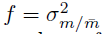 f = σ²_{m/m̄}